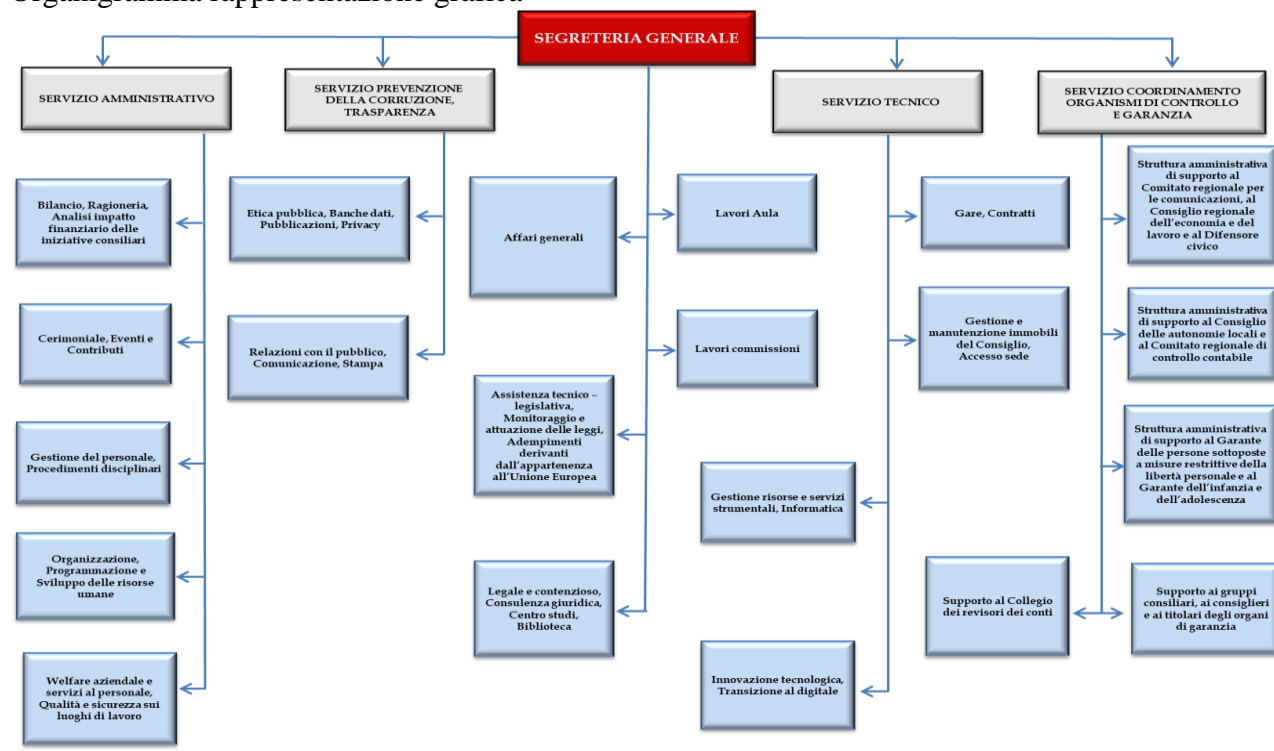 Organigramma rappresentazione grafica
SEGRETERIA GENERALE
SERVIZIO AMMINISTRATIVO
SERVIZIO PREVENZIONE
DELLA CORRUZIONE,
TRASPARENZA
SERVIZIO TECNICO
SERVIZIO COORDINAMENTO
ORGANISMI DI CONTROLLO
E GARANZIA
Bilancio, Ragioneria,
Analisi impatto
finanziario delle
iniziative consiliari
Cerimoniale, Eventi e
Contributi
Gestione del personale,
Procedimenti disciplinari
Organizzazione,
Programmazione e
Sviluppo delle risorse
umane
Welfare aziendale e
servizi al personale,
Qualità e sicurezza sui
luoghi di lavoro
Etica pubblica, Banche dati,
Pubblicazioni, Privacy
Relazioni con il pubblico,
Comunicazione, Stampa
Affari generali
Assistenza tecnico –
legislativa,
Monitoraggio e
attuazione delle leggi,
Adempimenti
derivanti
dall’appartenenza
all’Unione Europea
Legale e contenzioso,
Consulenza giuridica,
Centro studi,
Biblioteca
Lavori Aula
Lavori commissioni
Gare, Contratti
Gestione e
manutenzione immobili
del Consiglio,
Accesso sede
Gestione risorse e servizi
strumentali, Informatica
Innovazione tecnologica,
Transizione al digitale
Struttura amministrativa
di supporto al
Comitato regionale per
le comunicazioni, al
Consiglio regionale
dell’economia e del
lavoro e al Difensore
civico
Struttura amministrativa
di supporto al Consiglio
delle autonomie locali e
al Comitato regionale di
controllo contabile
Struttura amministrativa
di supporto al Garante
delle persone sottoposte
a misure restrittive della
libertà personale e al
Garante dell’infanzia e
dell’adolescenza
Supporto al Collegio
dei revisori dei conti
Supporto ai gruppi
consiliari, ai consiglieri
e ai titolari degli organi
di garanzia